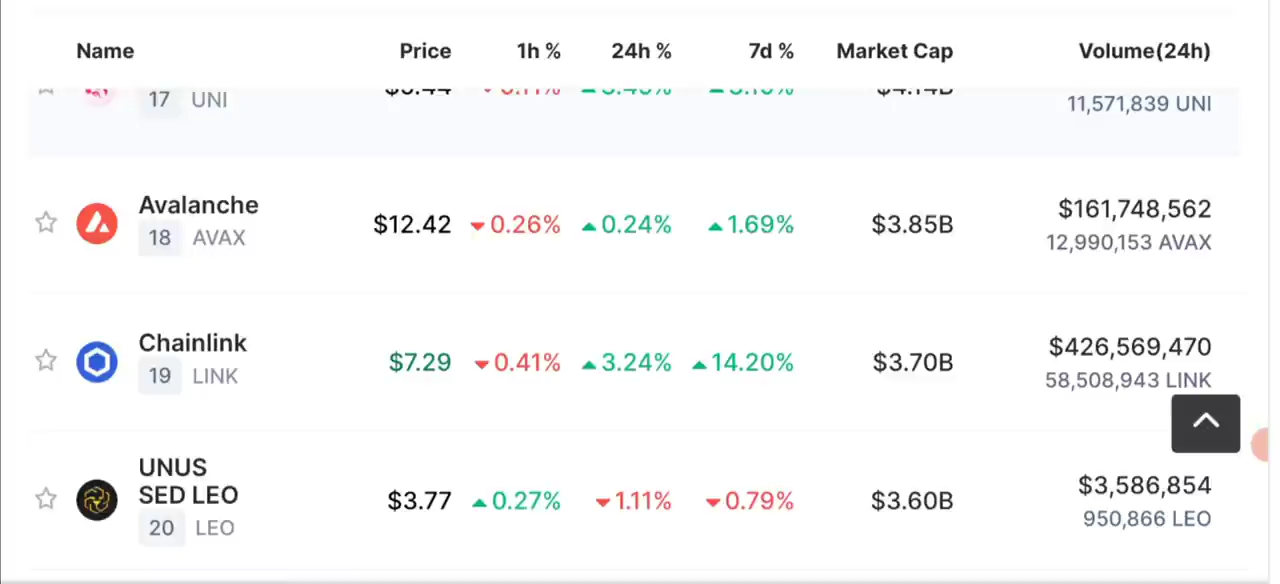 Name Price 1h % 24h % 7d % Market Cap Volume(24h)
17 UNI 11,571,839 UNI
Avalanche
18 AVAX
$12.42 0.26% 0.24% 1.69% $3.85B $161,748,562
12,990,153 AVAX
Chainlink
19 LINK
$7.29 0.41% 3.24% 14.20% $3.70B $426,569,470
58,508,943 LINK
UNUS
SED LEO
20 LEO
$3.77 0.27% 1.11% 0.79% $3.60B $3,586,854
950,866 LEO